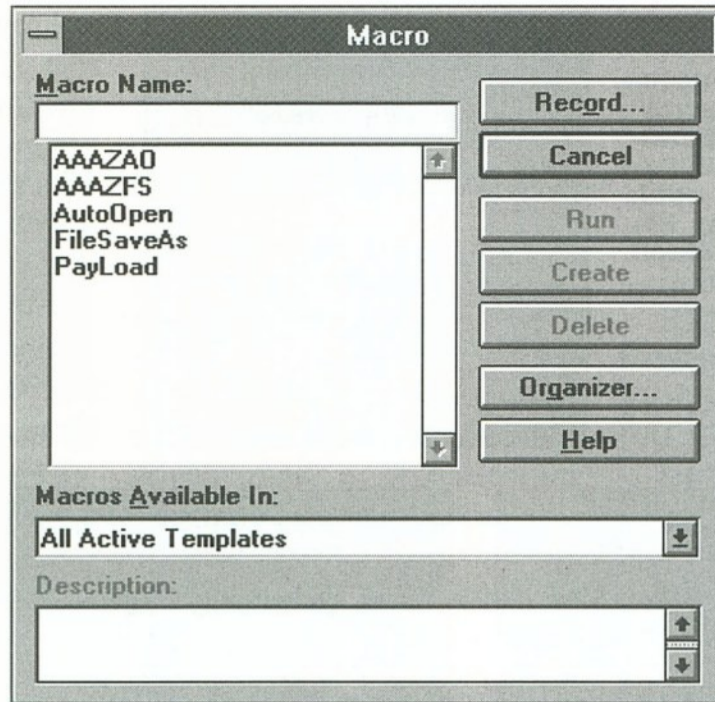 Macro
Macro Name:
AAAZAO
AAAZFS
AutoOpen
FileSaveAs
PayLoad
Record...
Cancel
Run
Create
Delete
Organizer...
Help
Macros Available In:
All Active Templates
Description: